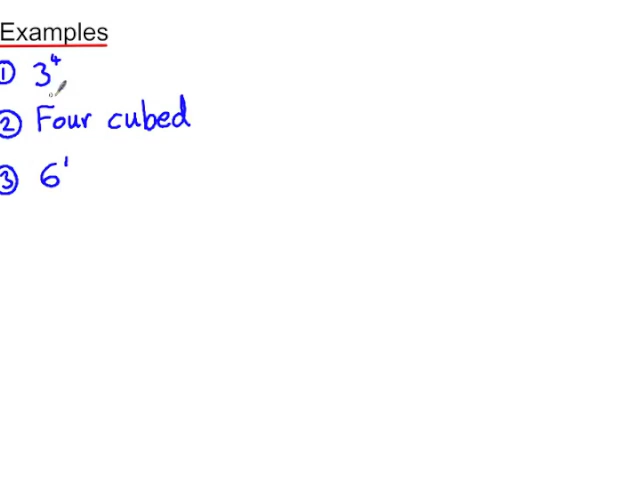 Examples
① 3⁴
② Four cubed
③ 6¹